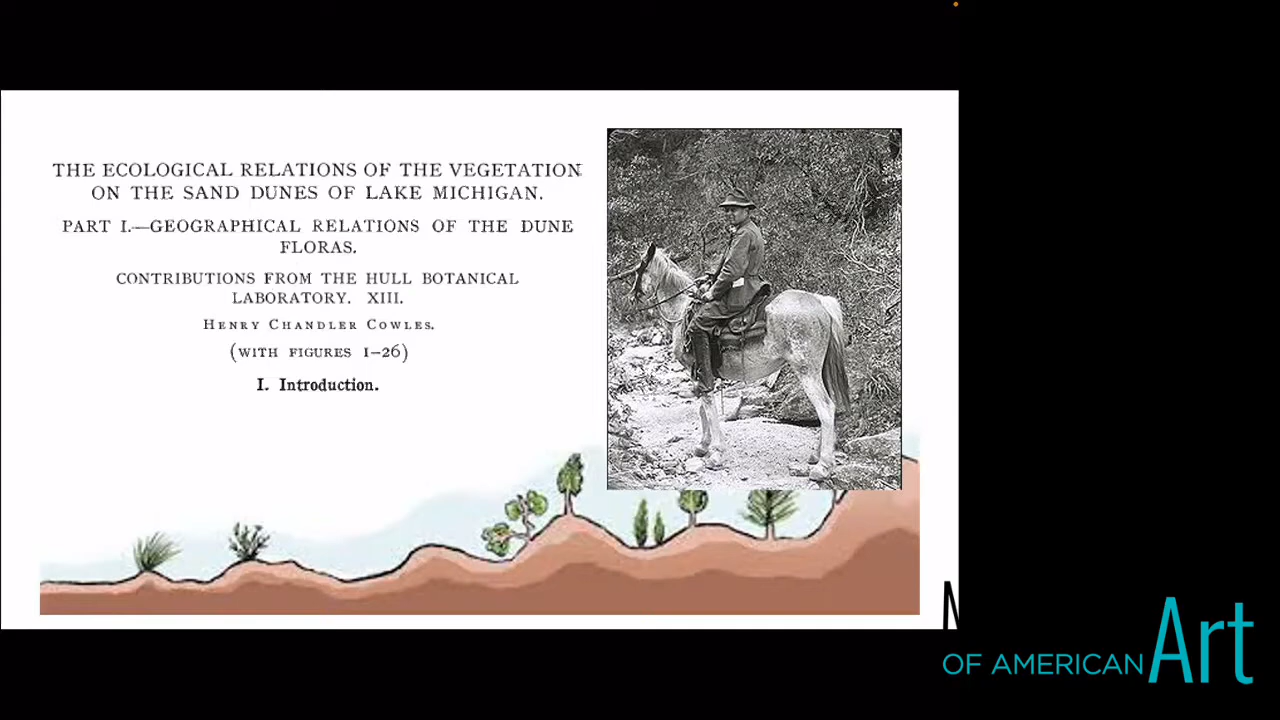 THE ECOLOGICAL RELATIONS OF THE VEGETATION
ON THE SAND DUNES OF LAKE MICHIGAN.
PART I.—GEOGRAPHICAL RELATIONS OF THE DUNE
FLORAS.
CONTRIBUTIONS FROM THE HULL BOTANICAL
LABORATORY. XIII.
HENRY CHANDLER COWLES.
(WITH FIGURES 1–26)
I. Introduction.
OF AMERICAN Art